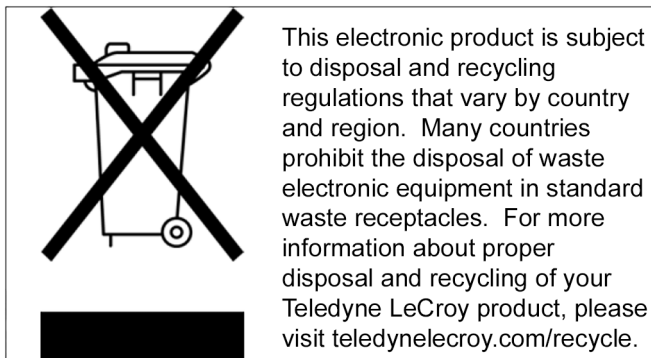 This electronic product is subject
to disposal and recycling
regulations that vary by country
and region.  Many countries
prohibit the disposal of waste
electronic equipment in standard
waste receptacles.  For more
information about proper
disposal and recycling of your
Teledyne LeCroy product, please
visit teledynelecroy.com/recycle.